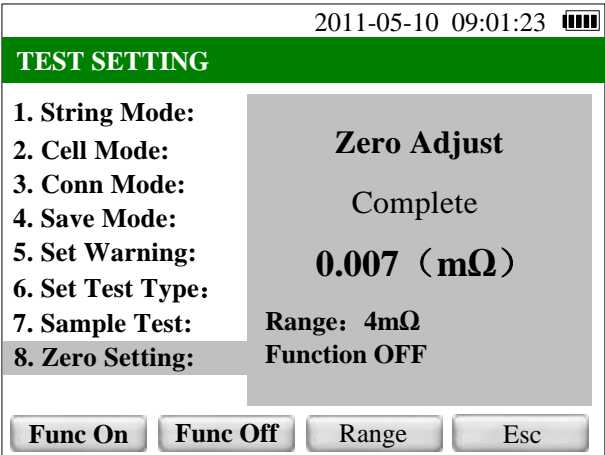 2011-05-10 09:01:23
TEST SETTING
1. String Mode:
2. Cell Mode:
3. Conn Mode:
4. Save Mode:
5. Set Warning:
6. Set Test Type：
7. Sample Test:
8. Zero Setting:
Zero Adjust
Complete
0.007（mΩ）
Range：4mΩ
Function OFF
Func On
Func Off
Range
Esc